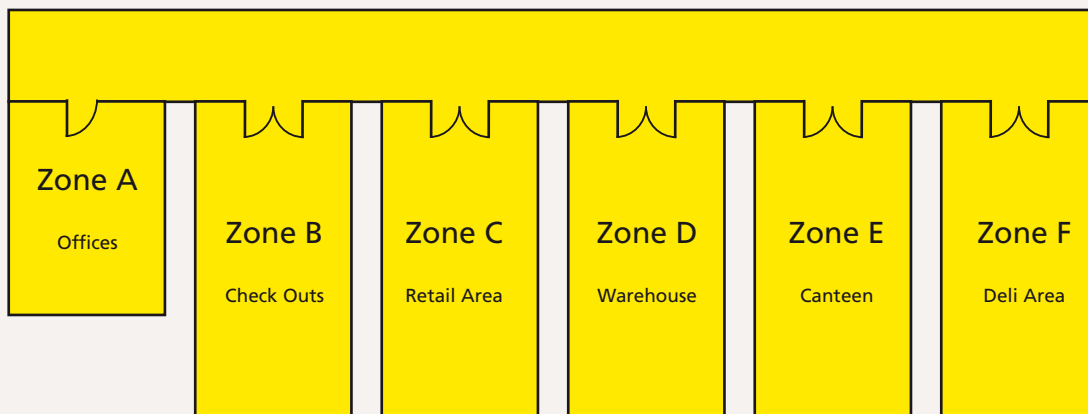 Zone A
Offices
Zone B
Check Outs
Zone C
Retail Area
Zone D
Warehouse
Zone E
Canteen
Zone F
Deli Area